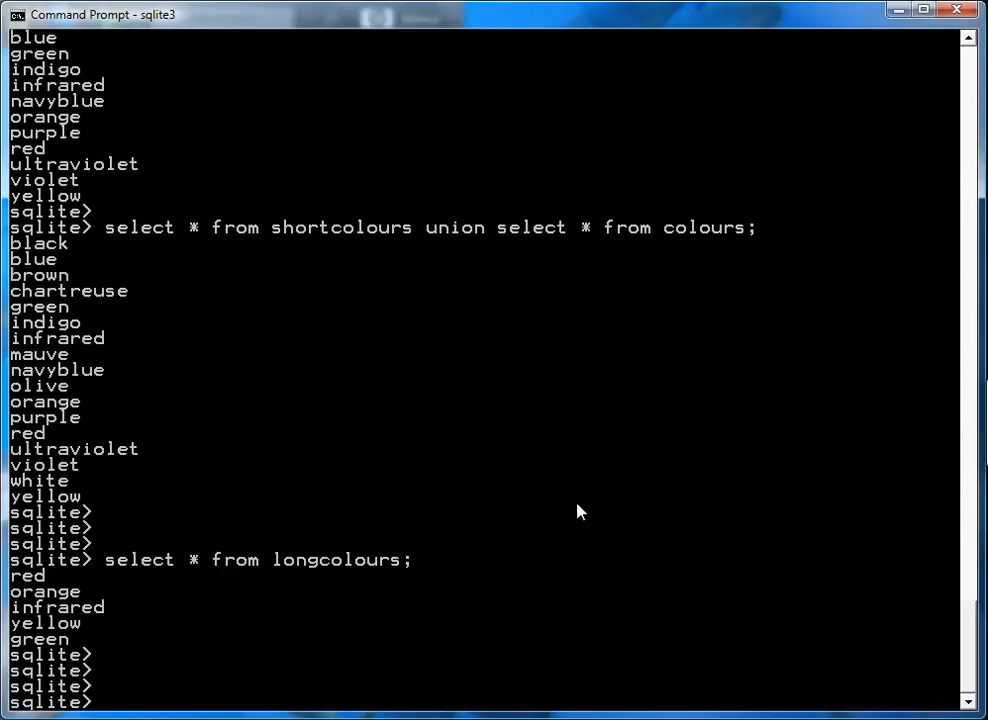 Command Prompt - sqlite3
blue
green
indigo
infrared
navyblue
orange
purple
red
ultraviolet
violet
yellow
sqlite>
sqlite> select * from shortcolours union select * from colours;
black
blue
brown
chartreuse
green
indigo
infrared
mauve
navyblue
olive
orange
purple
red
ultraviolet
violet
white
yellow
sqlite>
sqlite>
sqlite>
sqlite> select * from longcolours;
red
orange
infrared
yellow
green
sqlite>
sqlite>
sqlite>
sqlite>